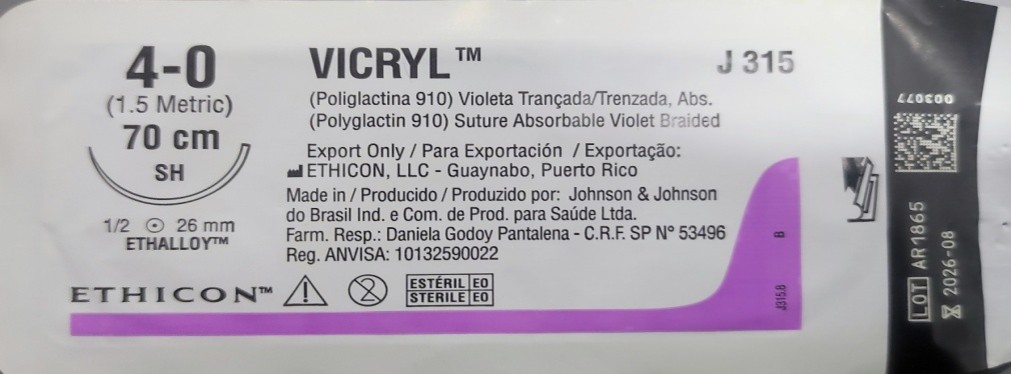 4-0
(1.5 Metric)
70 cm
SH
1/2 26 mm
ETHALLOY™
VICRYL™
J 315
(Poliglactina 910) Violeta Trançada/Trenzada, Abs.
(Polyglactin 910) Suture Absorbable Violet Braided
Export Only / Para Exportación / Exportação:
ETHICON, LLC - Guaynabo, Puerto Rico
Made in / Producido / Produzido por: Johnson & Johnson
do Brasil Ind. e Com. de Prod. para Saúde Ltda.
Farm. Resp.: Daniela Godoy Pantalena - C.R.F. SP Nº 53496
Reg. ANVISA: 10132590022
ETHICON™
2
ESTÉRIL EO
STERILE EO
B
J315.B
003077
LOT AR1865
2026-08